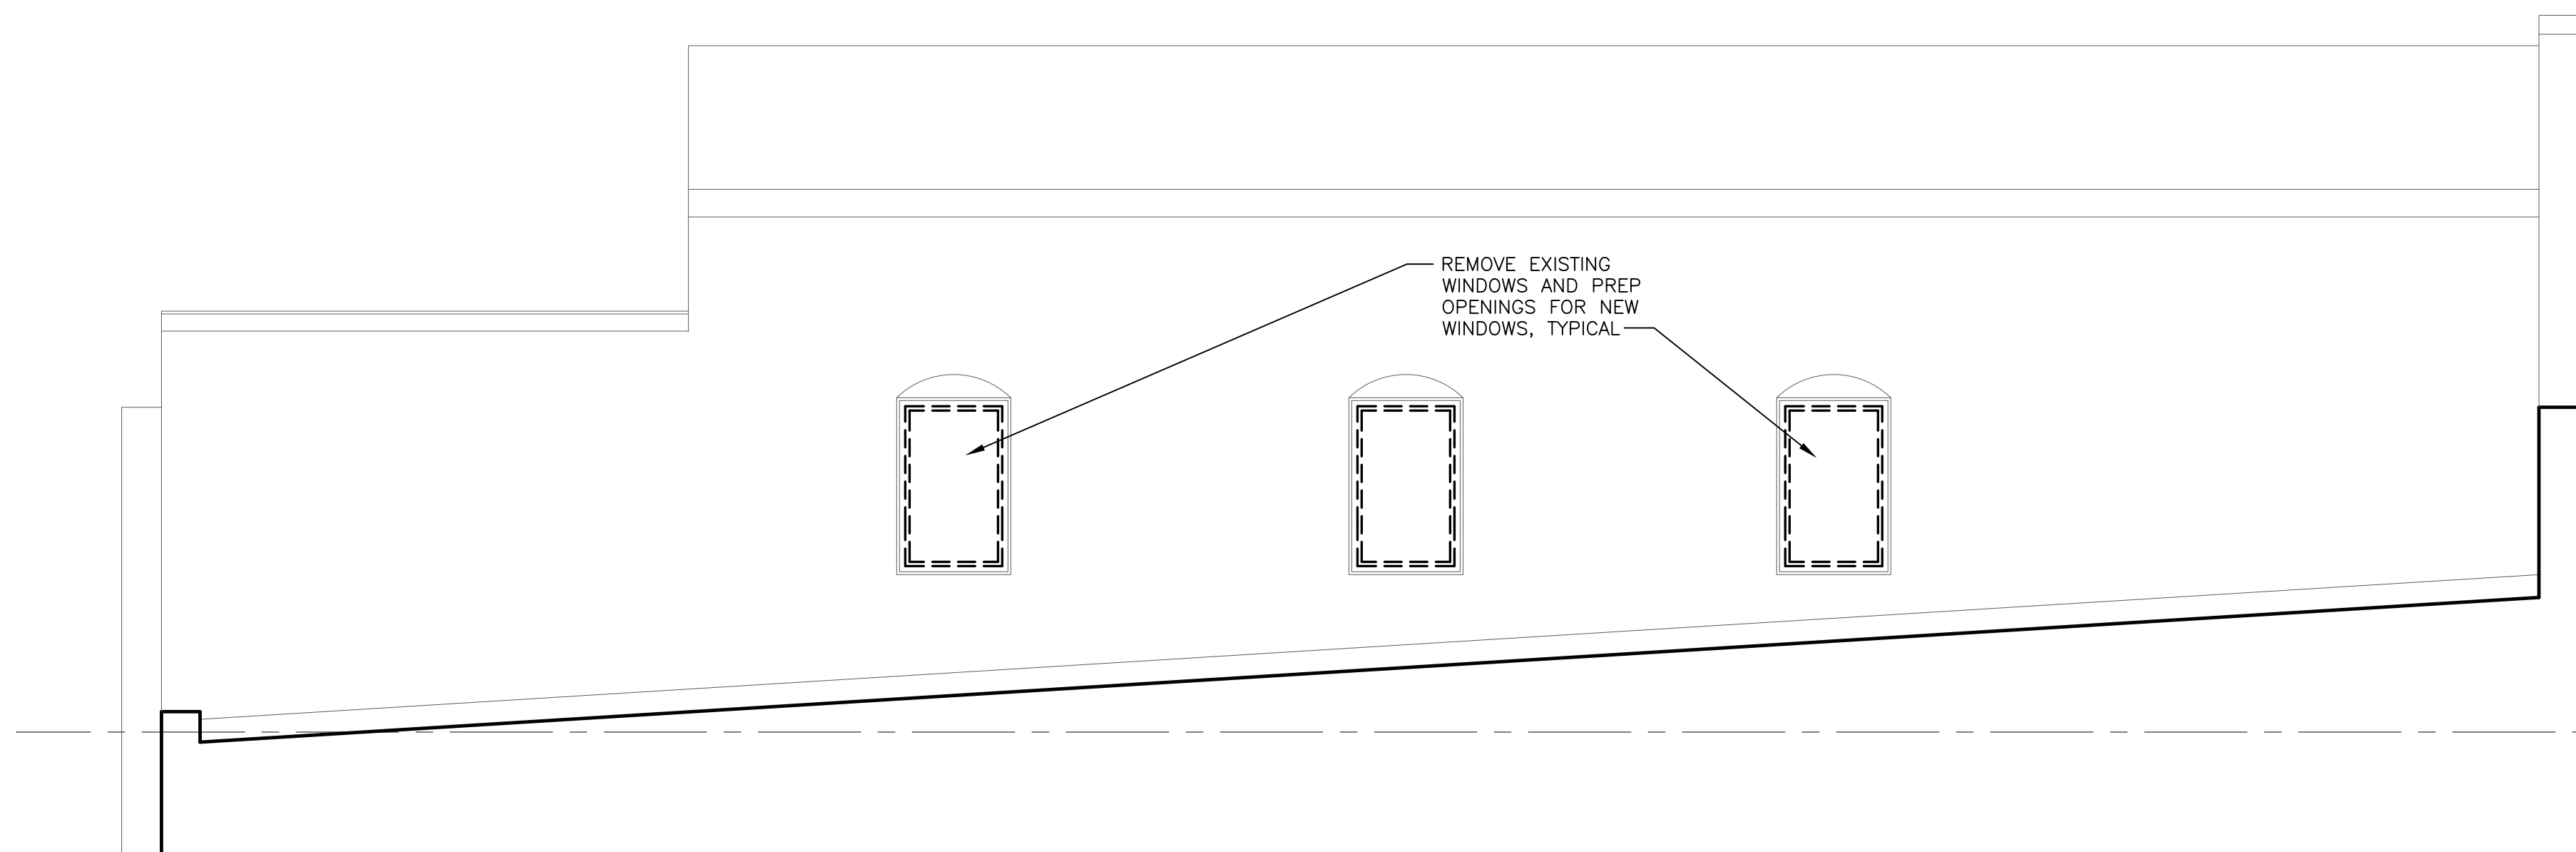 REMOVE EXISTING
WINDOWS AND PREP
OPENINGS FOR NEW
WINDOWS, TYPICAL